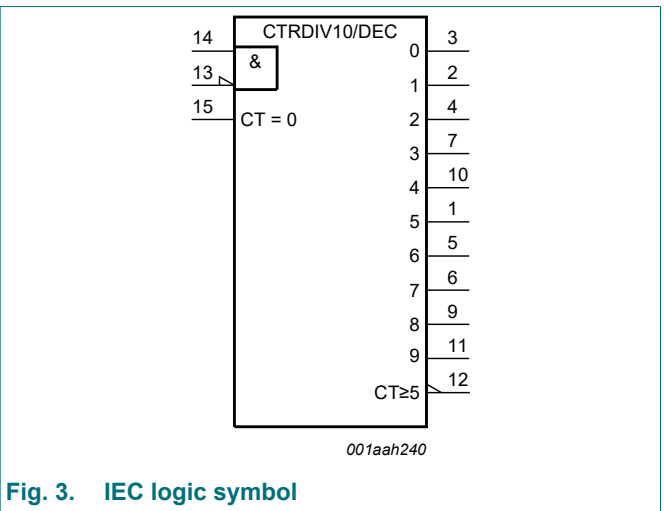 CTRDIV10/DEC
14
&
13
15
CT = 0
0 3
1 2
2 4
3 7
4 10
5 1
6 5
7 6
8 9
9 11
CT≥5 12
001aah240
Fig. 3. IEC logic symbol